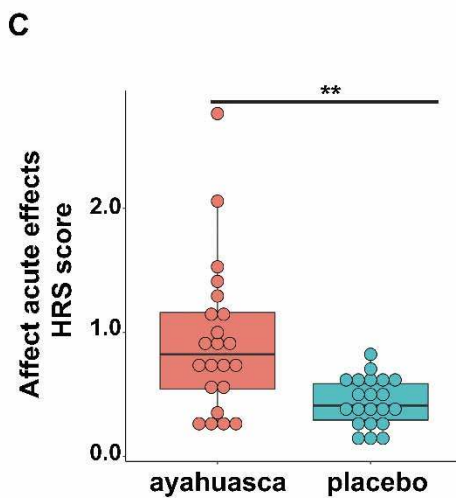 C
**
Affect acute effects
HRS score
2.0
1.0
0.0
ayahuasca placebo